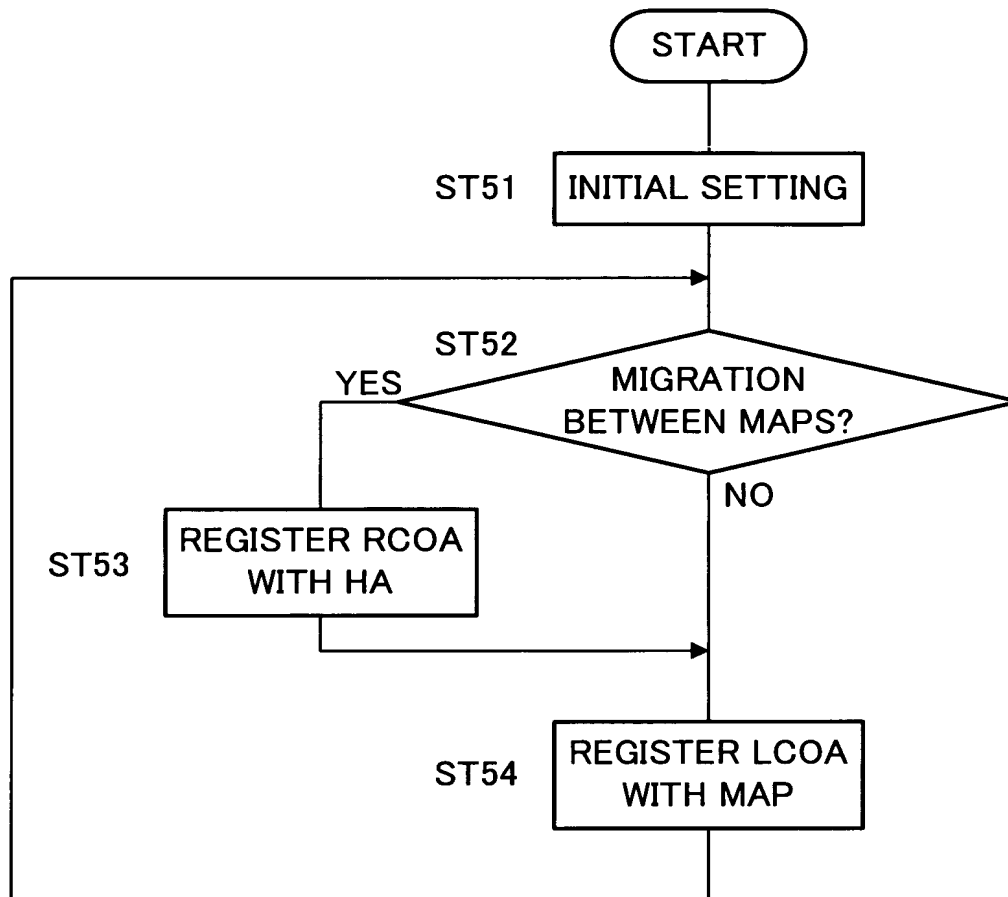 START
ST51
INITIAL SETTING
ST52
YES
MIGRATION
BETWEEN MAPS?
NO
ST53
REGISTER RCOA
WITH HA
ST54
REGISTER LCOA
WITH MAP